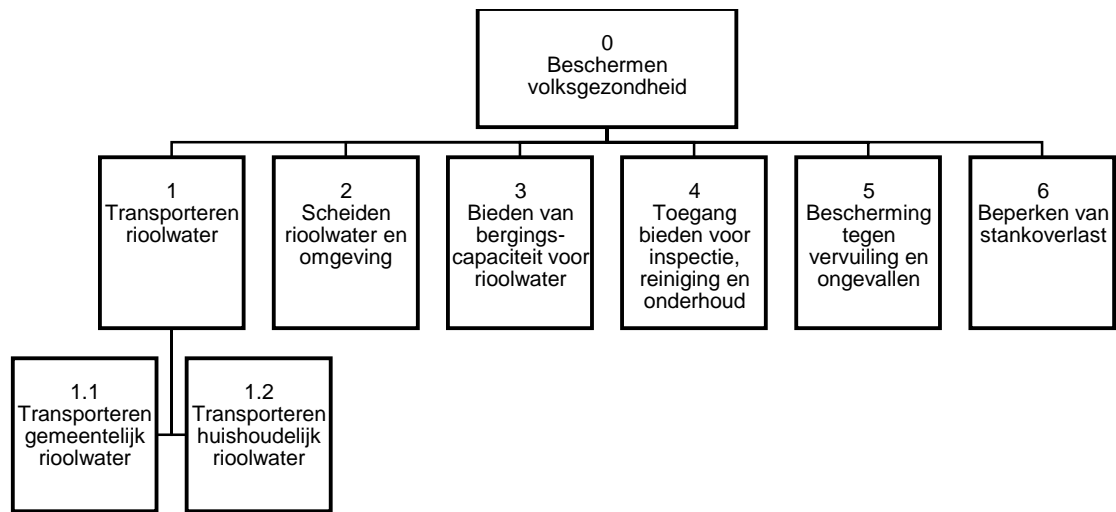 0
Beschermen
volksgezondheid
1
Transporteren
rioolwater
2
Scheiden
rioolwater en
omgeving
3
Bieden van
bergings-
capaciteit voor
rioolwater
4
Toegang
bieden voor
inspectie,
reiniging en
onderhoud
5
Bescherming
tegen
vervuiling en
ongevallen
6
Beperken van
stankoverlast
1.1
Transporteren
gemeentelijk
rioolwater
1.2
Transporteren
huishoudelijk
rioolwater